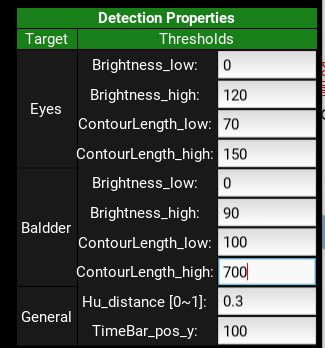 Detection Properties
Target Thresholds
Eyes
Brightness_low: 0
Brightness_high: 120
ContourLength_low: 70
ContourLength_high: 150
Baldder
Brightness_low: 0
Brightness_high: 90
ContourLength_low: 100
ContourLength_high: 700
General
Hu_distance [0~1]: 0.3
TimeBar_pos_y: 100